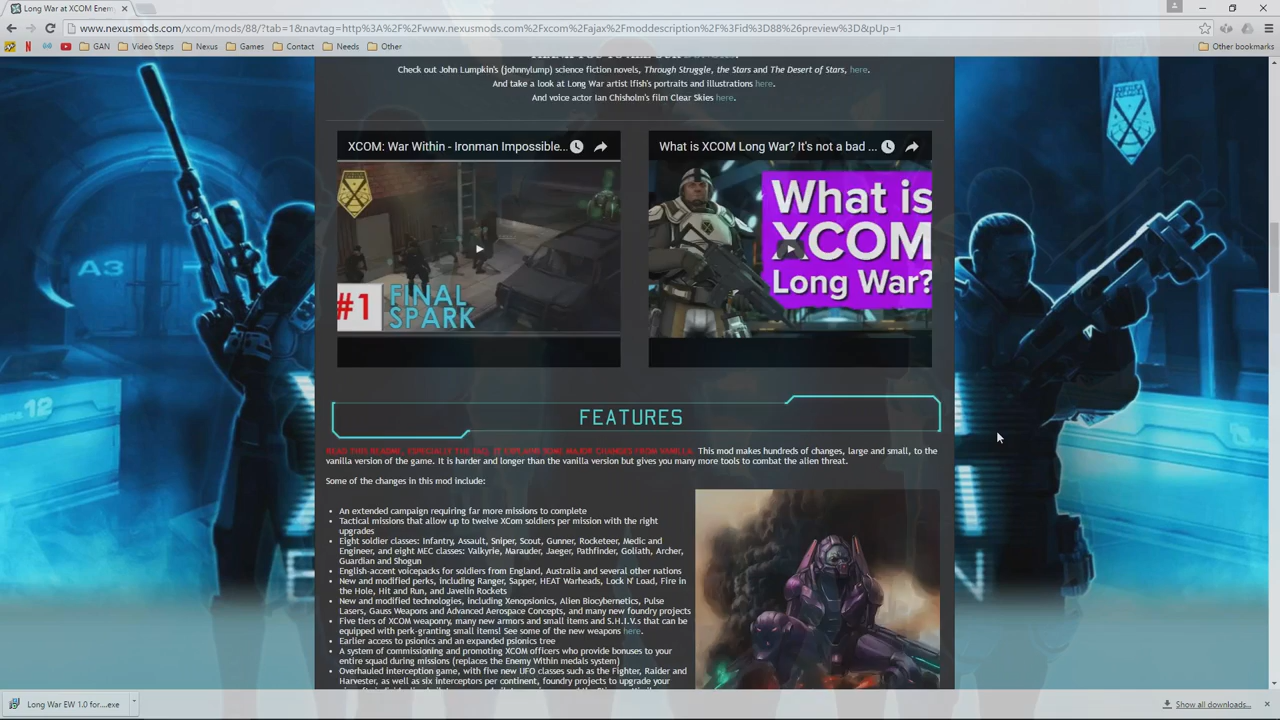 Long War at XCOM Enem
www.nexusmods.com/xcom/mods/88/?tab=1&navtag=http%3A%2F%2Fwww.nexusmods.com%2Fxcom%2Fajax%2Fmoddescription%2F%3Fid%3D88%26preview%3D&pUp=1
GAN Video Steps Nexus Games Contact Needs Other Other bookmarks
Check out John Lumpkin's (johnnylump) science fiction novels, Through Struggle, the Stars and The Desert of Stars, here.
And take a look at Long War artist lfish's portraits and illustrations here.
And voice actor Ian Chisholm's film Clear Skies here.
XCOM: War Within - Ironman Impossible...
#1 FINAL SPARK
What is XCOM Long War? It's not a bad ...
What is
XCOM
Long War?
A3
12
FEATURES
READ THIS README, ESPECIALLY THE FAQ. IT EXPLAINS SOME MAJOR CHANGES FROM VANILLA. This mod makes hundreds of changes, large and small, to the
vanilla version of the game. It is harder and longer than the vanilla version but gives you many more tools to combat the alien threat.
Some of the changes in this mod include:
An extended campaign requiring far more missions to complete
Tactical missions that allow up to twelve XCom soldiers per mission with the right
upgrades
Eight soldier classes: Infantry, Assault, Sniper, Scout, Gunner, Rocketeer, Medic and
Engineer, and eight MEC classes: Valkyrie, Marauder, Jaeger, Pathfinder, Goliath, Archer,
Guardian and Shogun
English-accent voicepacks for soldiers from England, Australia and several other nations
New and modified perks, including Ranger, Sapper, HEAT Warheads, Lock N' Load, Fire in
the Hole, Hit and Run, and Javelin Rockets
New and modified technologies, including Xenopsionics, Alien Biocybernetics, Pulse
Lasers, Gauss Weapons and Advanced Aerospace Concepts, and many new foundry projects
Five tiers of XCOM weaponry, many new armors and small items and S.H.I.V.s that can be
equipped with perk-granting small items! See some of the new weapons here.
Earlier access to psionics and an expanded psionics tree
A system of commissioning and promoting XCOM officers who provide bonuses to your
entire squad during missions (replaces the Enemy Within medals system)
Overhauled interception game, with five new UFO classes such as the Fighter, Raider and
Harvester, as well as six interceptors per continent, foundry projects to upgrade your
Long War EW 1.0 for....exe
Show all downloads...